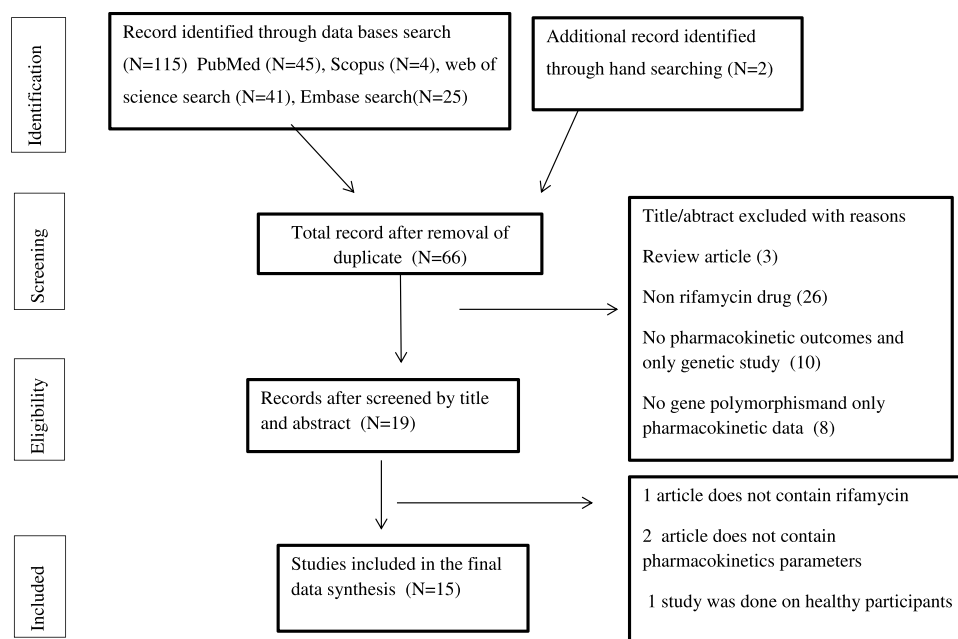 Identification
Record identified through data bases search
(N=115) PubMed (N=45), Scopus (N=4), web of
science search (N=41), Embase search(N=25)
Additional record identified
through hand searching (N=2)
Screening
Total record after removal of
duplicate (N=66)
Title/abtract excluded with reasons
Review article (3)
Non rifamycin drug (26)
No pharmacokinetic outcomes and
only genetic study (10)
No gene polymorphismand only
pharmacokinetic data (8)
Eligibility
Records after screened by title
and abstract (N=19)
1 article does not contain rifamycin
2 article does not contain
pharmacokinetics parameters
1 study was done on healthy participants
Included
Studies included in the final
data synthesis (N=15)